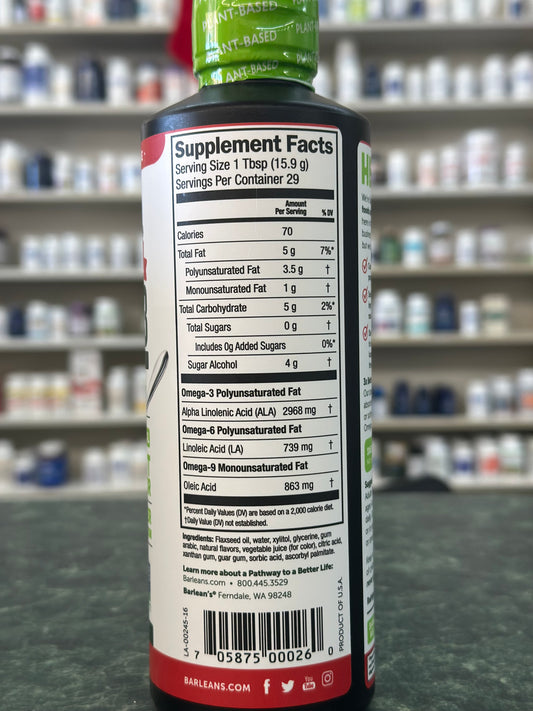 PLANT-BASED
PLANT-BASED
PLANT-BASED
PLANT-BASED
Supplement Facts
Serving Size 1 Tbsp (15.9 g)
Servings Per Container 29
Amount Per Serving % DV
Calories 70
Total Fat 5 g 7%*
Polyunsaturated Fat 3.5 g †
Monounsaturated Fat 1 g †
Total Carbohydrate 5 g 2%*
Total Sugars 0 g †
Includes 0g Added Sugars 0%*
Sugar Alcohol 4 g †
Omega-3 Polyunsaturated Fat
Alpha Linolenic Acid (ALA) 2968 mg †
Omega-6 Polyunsaturated Fat
Linoleic Acid (LA) 739 mg †
Omega-9 Monounsaturated Fat
Oleic Acid 863 mg †
*Percent Daily Values (DV) are based on a 2,000 calorie diet.
†Daily Value (DV) not established.
Ingredients: Flaxseed oil, water, xylitol, glycerine, gum
arabic, natural flavors, vegetable juice (for color), citric acid,
xanthan gum, guar gum, sorbic acid, ascorbyl palmitate.
Learn more about a Pathway to a Better Life:
Barleans.com • 800.445.3529
Barlean's® Ferndale, WA 98248
LA-00245-16
7 05875 00026 0
PRODUCT OF U.S.A.
BARLEANS.COM
You Tube